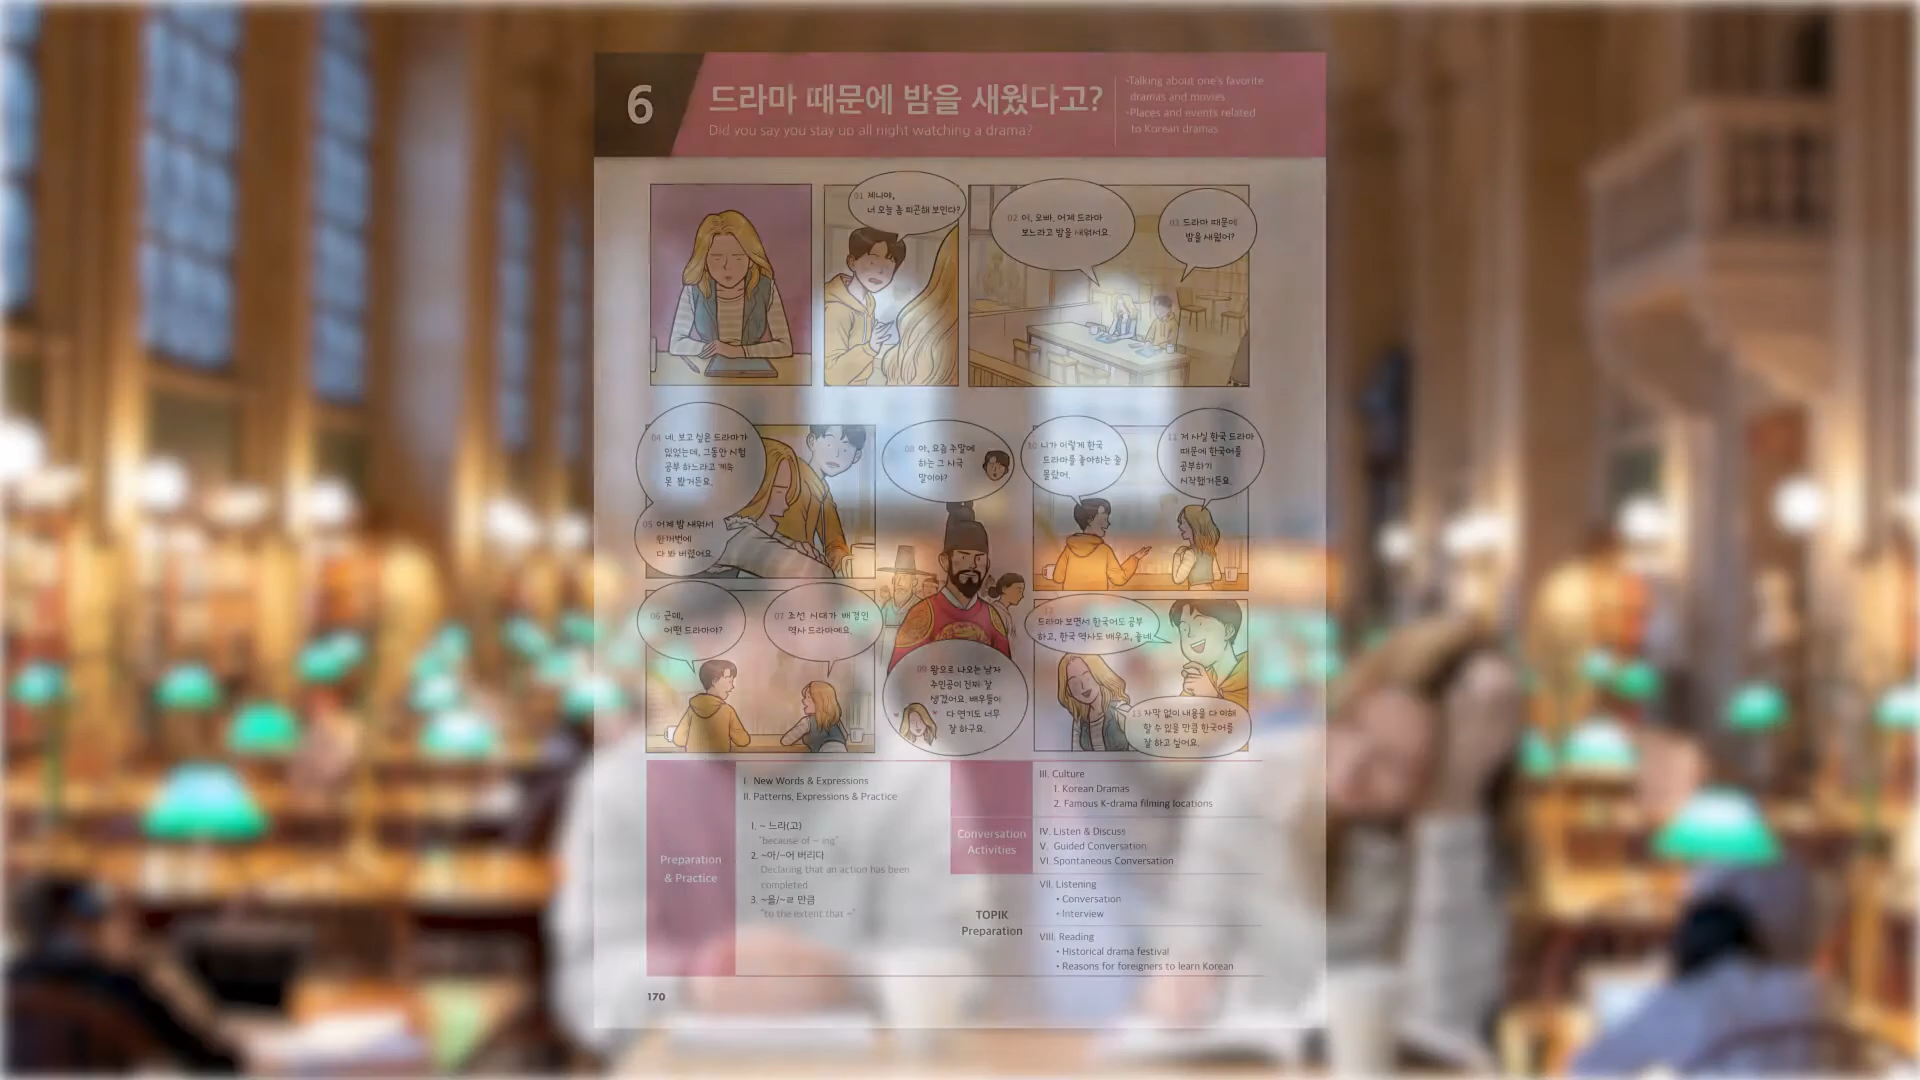 6
드라마 때문에 밤을 새웠다고?
Did you say you stay up all night watching a drama?
-Talking about one's favorite
dramas and movies
-Places and events related
to Korean dramas
01 제니야,
너 오늘 좀 피곤해 보인다?
02 어, 오빠. 어제 드라마
보느라고 밤을 새워서요.
03 드라마 때문에
밤을 새웠어?
04 네. 보고 싶은 드라마가
있었는데, 그동안 시험
공부 하느라고 계속
못 봤거든요.
05 어제 밤 새워서
한꺼번에
다 봐 버렸어요.
06 근데,
어떤 드라마야?
07 조선 시대가 배경인
역사 드라마예요.
08 아, 요즘 주말에
하는 그 사극
말이야?
09 왕으로 나오는 남자
주인공이 진짜 잘
생겼어요. 배우들이
다 연기도 너무
잘 하구요.
10 니가 이렇게 한국
드라마를 좋아하는 줄
몰랐어.
11 저 사실 한국 드라마
때문에 한국어를
공부하기
시작했거든요.
12
드라마 보면서 한국어도 공부
하고, 한국 역사도 배우고, 좋네.
13 자막 없이 내용을 다 이해
할 수 있을 만큼 한국어를
잘 하고 싶어요.
Preparation
& Practice
I. New Words & Expressions
II. Patterns, Expressions & Practice
1. ~ 느라(고)
"because of ~ ing"
2. ~아/~어 버리다
Declaring that an action has been
completed
3. ~을/~ㄹ 만큼
"to the extent that ~"
Conversation
Activities
III. Culture
1. Korean Dramas
2. Famous K-drama filming locations
IV. Listen & Discuss
V. Guided Conversation
VI. Spontaneous Conversation
TOPIK
Preparation
VII. Listening
• Conversation
• Interview
VIII. Reading
• Historical drama festival
• Reasons for foreigners to learn Korean
170